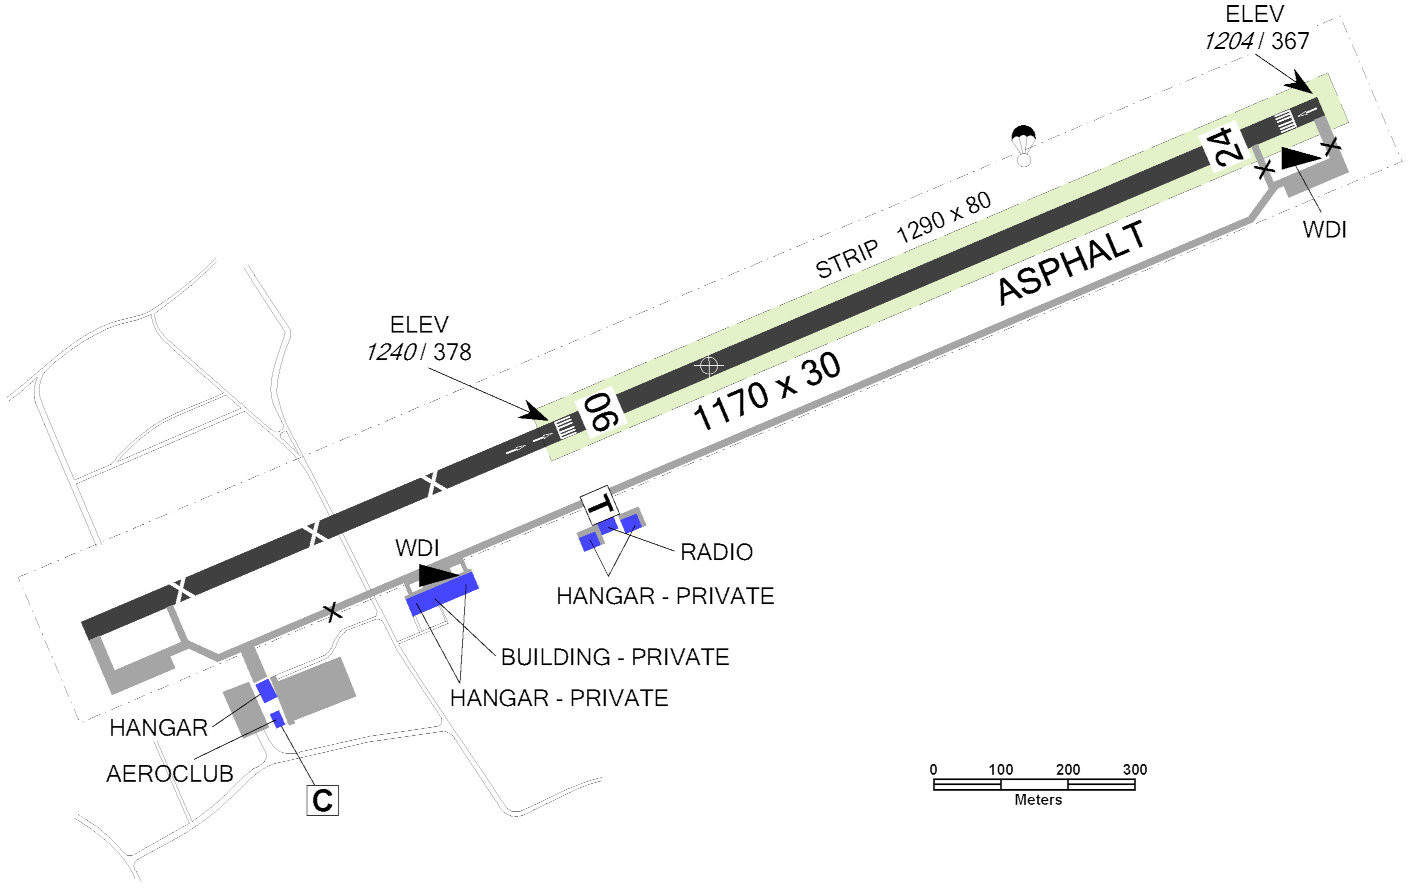 ELEV
1204 / 367
24
WDI
STRIP 1290 x 80
ASPHALT
ELEV
1240 / 378
06
1170 x 30
T
WDI
RADIO
HANGAR - PRIVATE
BUILDING - PRIVATE
HANGAR - PRIVATE
HANGAR
AEROCLUB
C
0 100 200 300
Meters